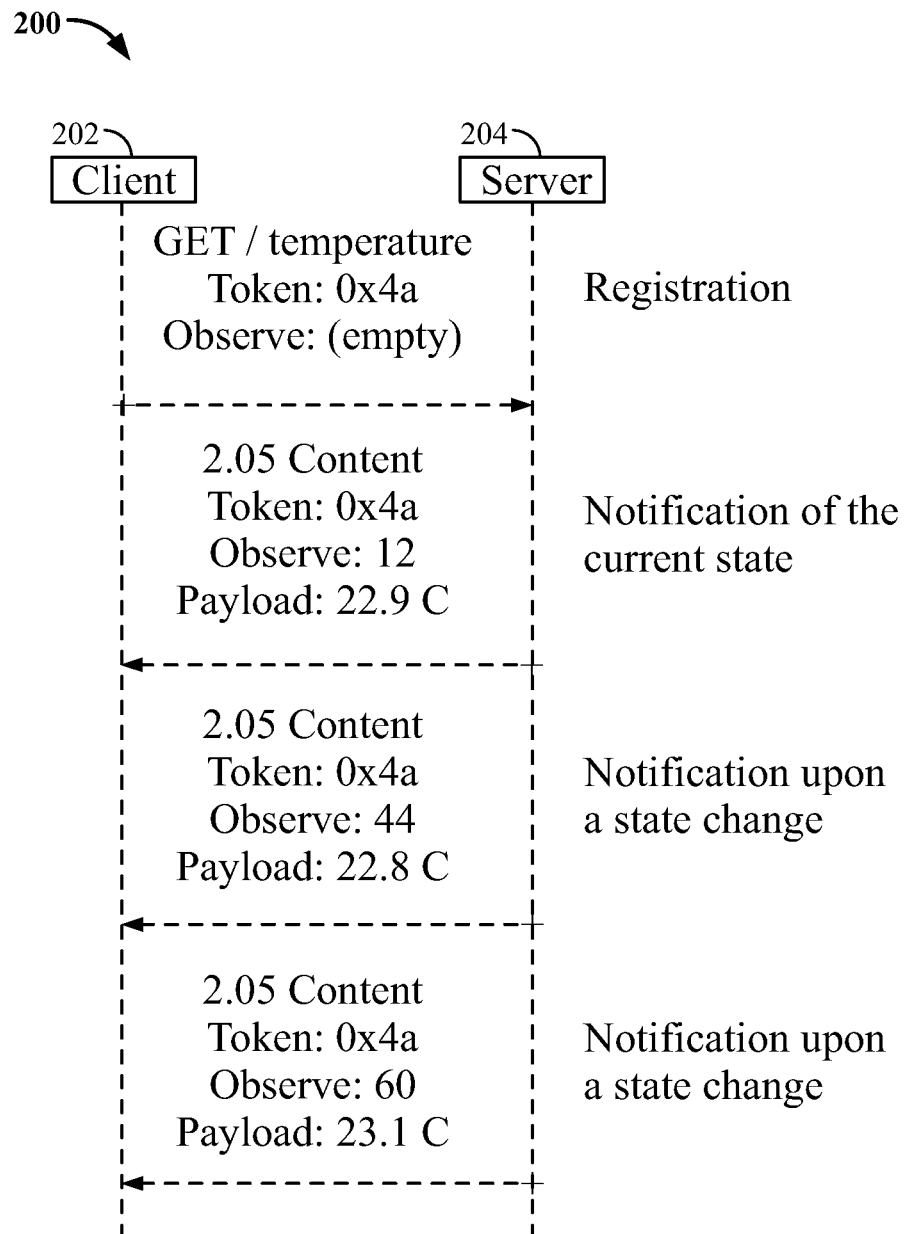 200
202
204
Client
Server
GET / temperature
Token: 0x4a
Observe: (empty)
Registration
2.05 Content
Token: 0x4a
Observe: 12
Payload: 22.9 C
Notification of the
current state
2.05 Content
Token: 0x4a
Observe: 44
Payload: 22.8 C
Notification upon
a state change
2.05 Content
Token: 0x4a
Observe: 60
Payload: 23.1 C
Notification upon
a state change